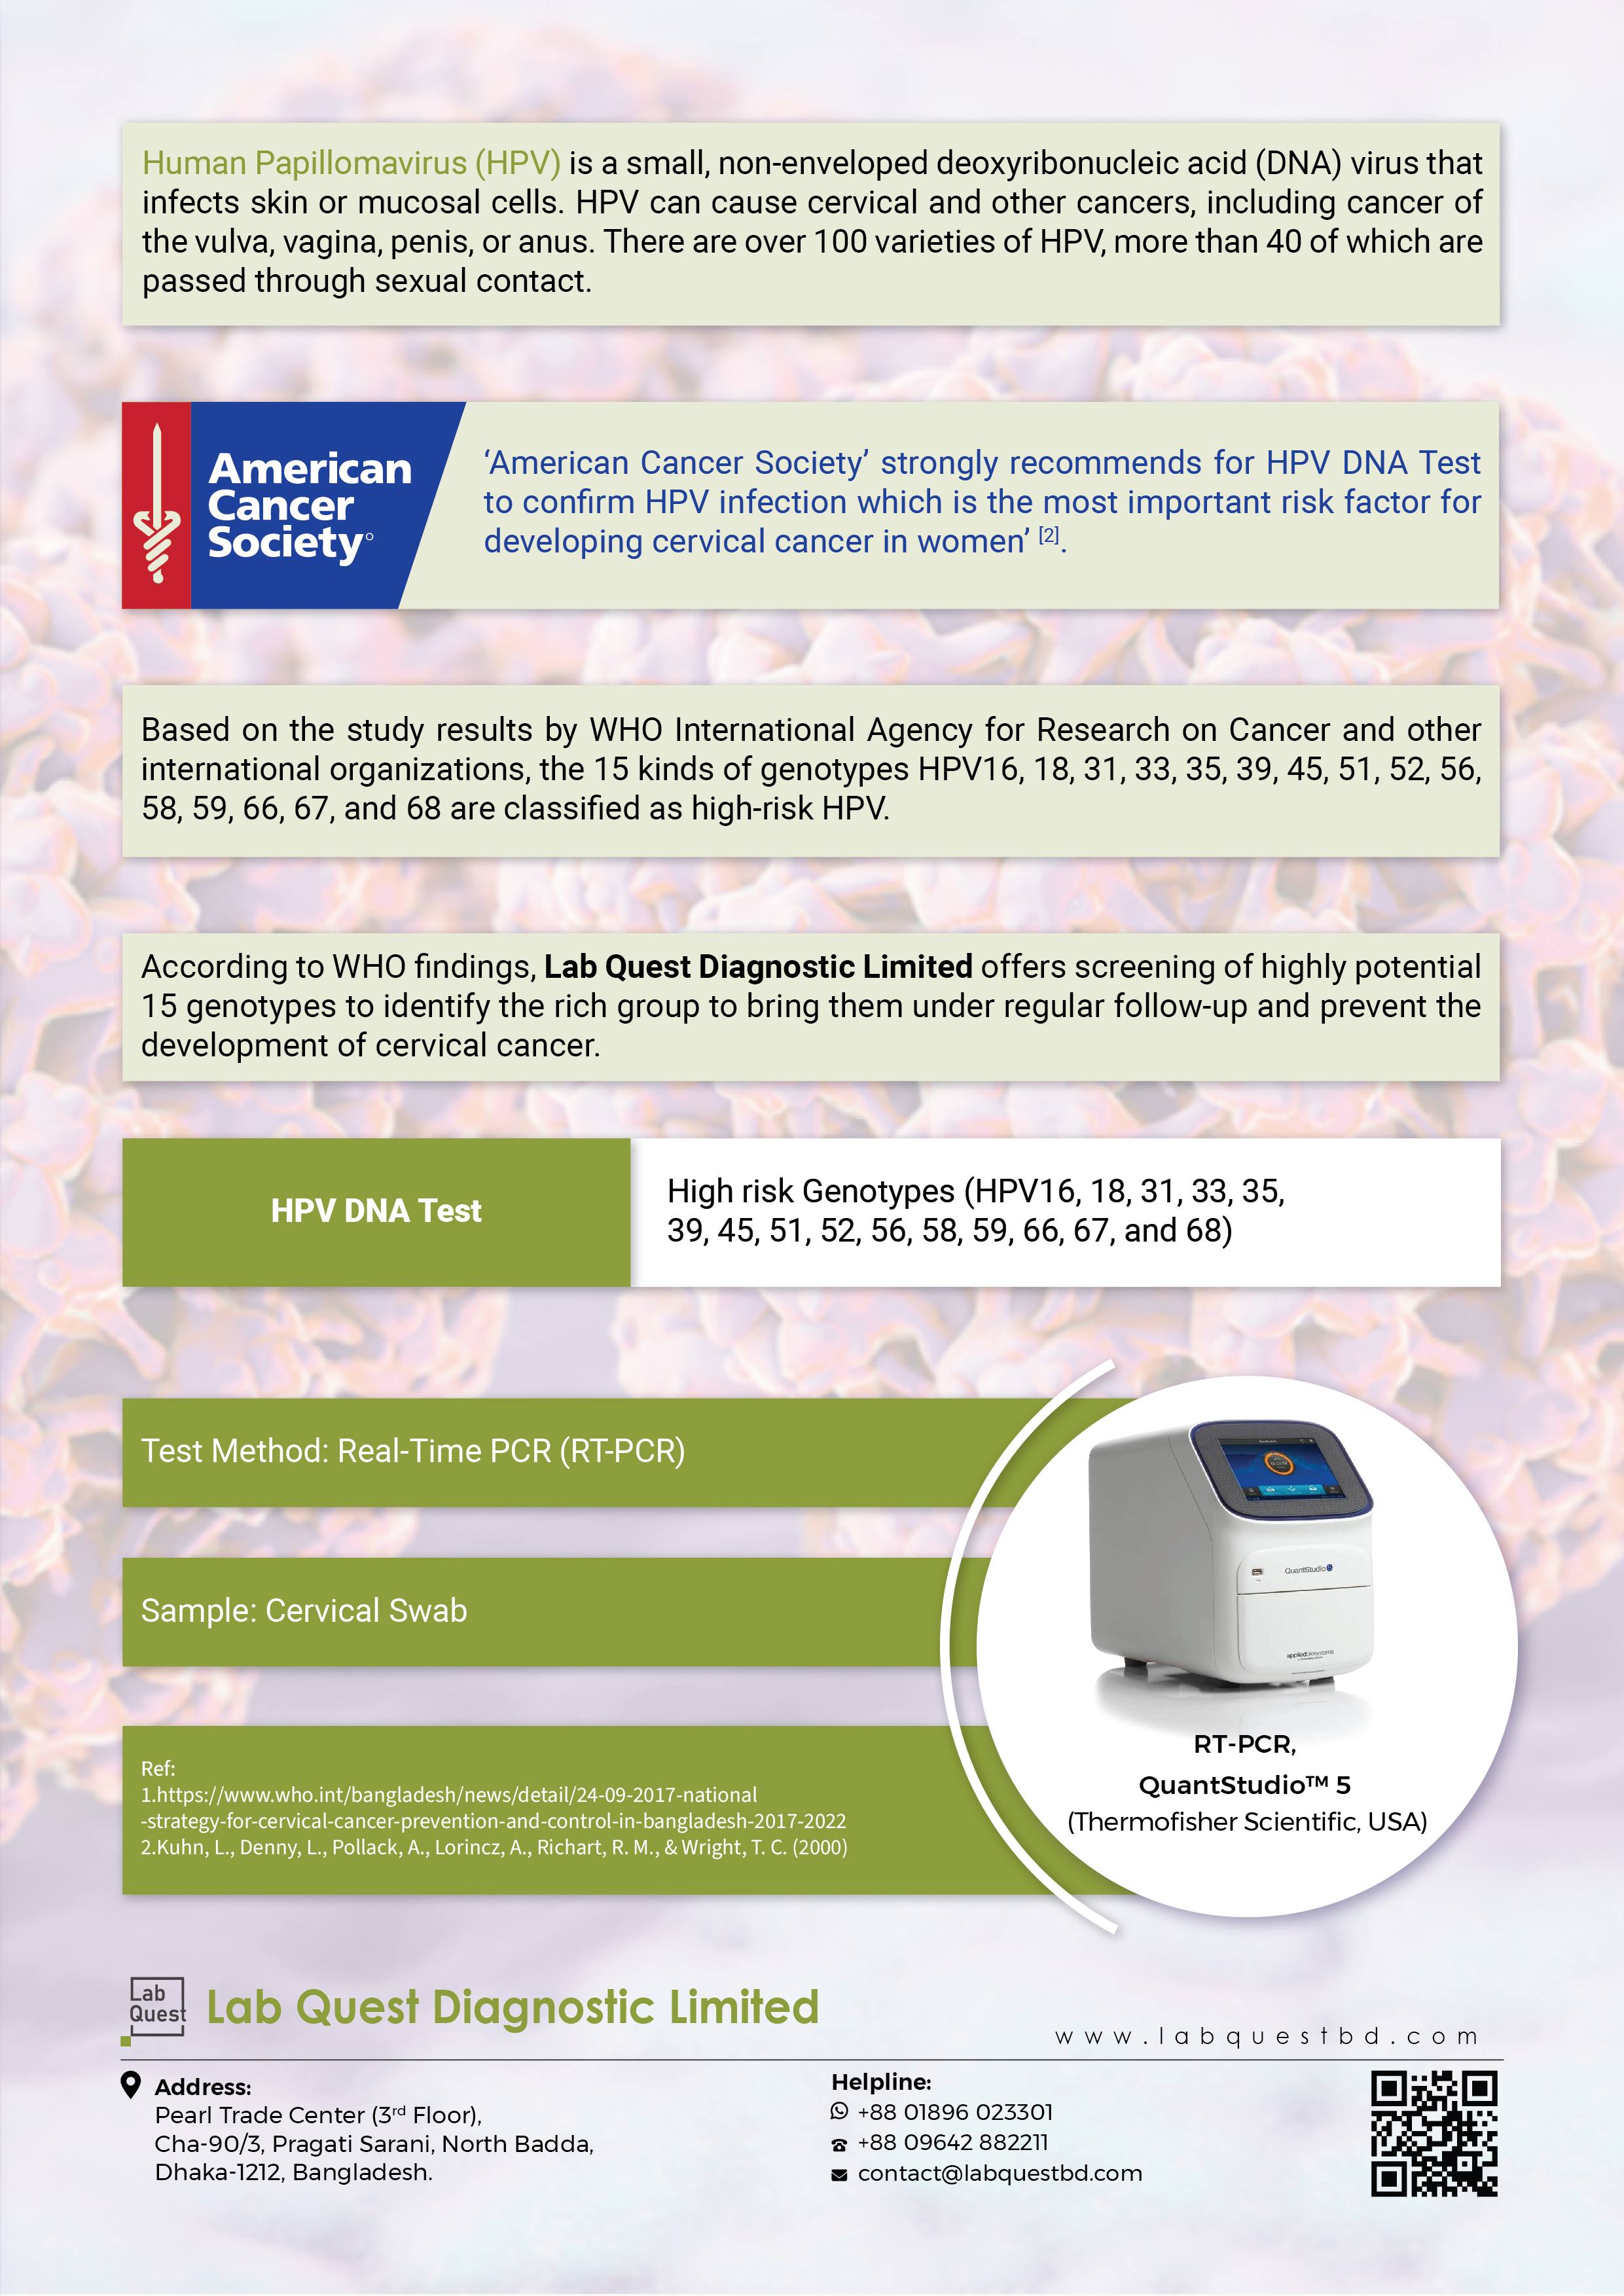 Human Papillomavirus (HPV) is a small, non-enveloped deoxyribonucleic acid (DNA) virus that
infects skin or mucosal cells. HPV can cause cervical and other cancers, including cancer of
the vulva, vagina, penis, or anus. There are over 100 varieties of HPV, more than 40 of which are
passed through sexual contact.
American
Cancer
Society
‘American Cancer Society’ strongly recommends for HPV DNA Test
to confirm HPV infection which is the most important risk factor for
developing cervical cancer in women’ [2].
Based on the study results by WHO International Agency for Research on Cancer and other
international organizations, the 15 kinds of genotypes HPV16, 18, 31, 33, 35, 39, 45, 51, 52, 56,
58, 59, 66, 67, and 68 are classified as high-risk HPV.
According to WHO findings, Lab Quest Diagnostic Limited offers screening of highly potential
15 genotypes to identify the rich group to bring them under regular follow-up and prevent the
development of cervical cancer.
HPV DNA Test
High risk Genotypes (HPV16, 18, 31, 33, 35,
39, 45, 51, 52, 56, 58, 59, 66, 67, and 68)
Test Method: Real-Time PCR (RT-PCR)
Sample: Cervical Swab
QuantStudio
appliedbiosystems
RT-PCR,
QuantStudio™ 5
(Thermofisher Scientific, USA)
Ref:
1.https://www.who.int/bangladesh/news/detail/24-09-2017-national
-strategy-for-cervical-cancer-prevention-and-control-in-bangladesh-2017-2022
2.Kuhn, L., Denny, L., Pollack, A., Lorincz, A., Richart, R. M., & Wright, T. C. (2000)
Lab
Quest
Lab Quest Diagnostic Limited
www.labquestbd.com
Address:
Pearl Trade Center (3rd Floor),
Cha-90/3, Pragati Sarani, North Badda,
Dhaka-1212, Bangladesh.
Helpline:
+88 01896 023301
+88 09642 882211
contact@labquestbd.com